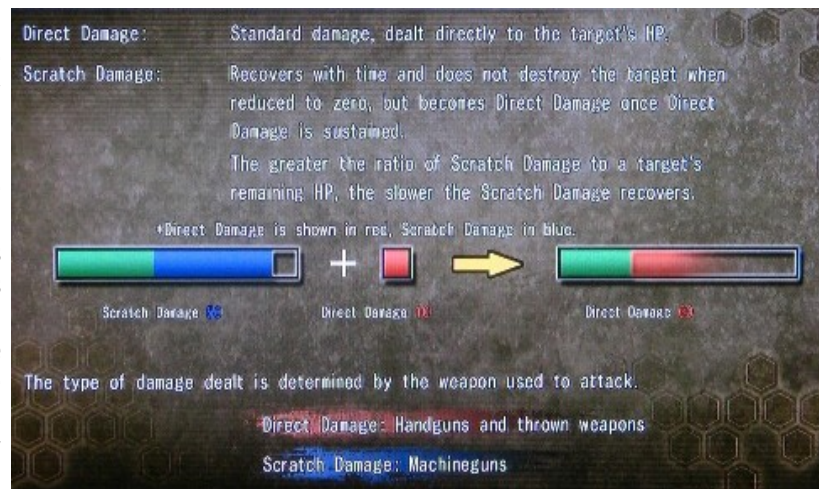 Direct Damage: Standard damage, dealt directly to the target's HP.
Scratch Damage: Recovers with time and does not destroy the target when
reduced to zero, but becomes Direct Damage once Direct
Damage is sustained.
The greater the ratio of Scratch Damage to a target's
remaining HP, the slower the Scratch Damage recovers.
*Direct Damage is shown in red, Scratch Damage in blue.
+
Scratch Damage Direct Damage Direct Damage
The type of damage dealt is determined by the weapon used to attack.
Direct Damage: Handguns and thrown weapons
Scratch Damage: Machineguns